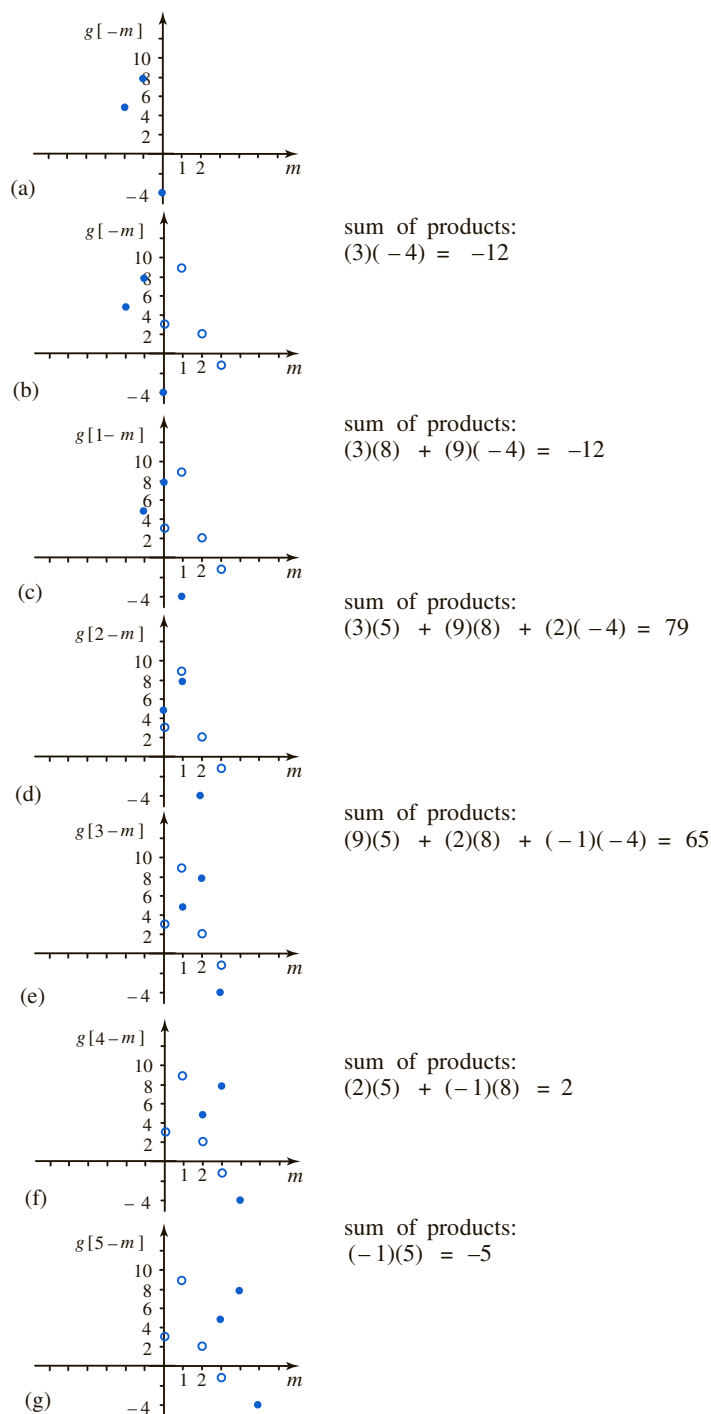 g[−m]
10
8
6
4
2
1 2
m
(a)
−4
g[−m]
sum of products:
(3)(−4) = −12
10
8
6
4
2
1 2
m
(b)
−4
g[1−m]
sum of products:
(3)(8) + (9)(−4) = −12
10
8
6
4
2
1 2
m
(c)
−4
g[2−m]
sum of products:
(3)(5) + (9)(8) + (2)(−4) = 79
10
8
6
4
2
1 2
m
(d)
−4
g[3−m]
sum of products:
(9)(5) + (2)(8) + (−1)(−4) = 65
10
8
6
4
2
1 2
m
(e)
−4
g[4−m]
sum of products:
(2)(5) + (−1)(8) = 2
10
8
6
4
2
1 2
m
(f)
−4
g[5−m]
sum of products:
(−1)(5) = −5
10
8
6
4
2
1 2
m
(g)
−4